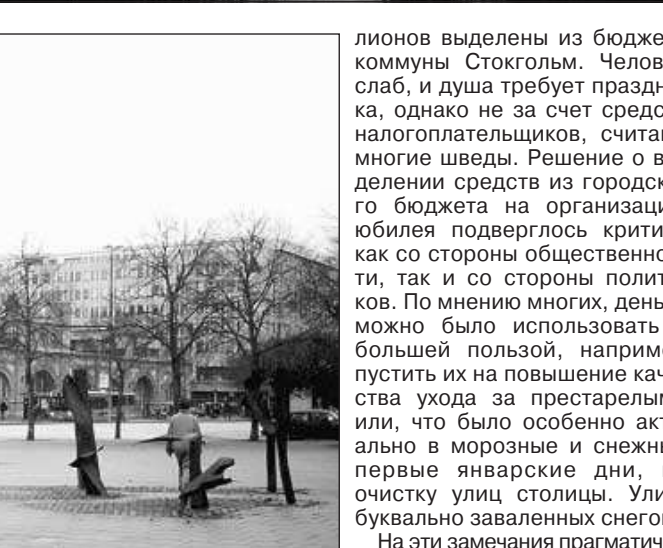 лионов выделены из бюдже
коммуны Стокгольм. Челов
слаб, и душа требует праздн
ка, однако не за счет средс
налогоплательщиков, счита
многие шведы. Решение о в
делении средств из городск
го бюджета на организаци
юбилея подверглось крити
как со стороны общественно
ти, так и со стороны полит
ков. По мнению многих, день
можно было использовать
большей пользой, наприме
пустить их на повышение кач
ства ухода за престарелым
или, что было особенно акт
ально в морозные и снежны
первые январские дни,
очистку улиц столицы. Ули
буквально заваленных снего
На эти замечания прагматич